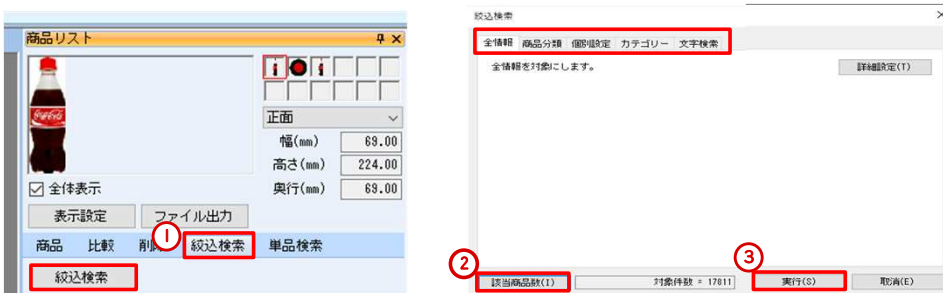 商品リスト
Coca-Cola
正面
幅(mm) 69.00
高さ(mm) 224.00
奥行(mm) 69.00
全体表示
表示設定 ファイル出力
①
商品 比較 削除 絞込検索 単品検索
絞込検索
絞込検索
全情報 商品分類 個別設定 カテゴリー 文字検索
全情報を対象にします。 詳細設定(T)
② ③
該当商品数(I) 対象件数 = 17811 実行(S) 取消(E)